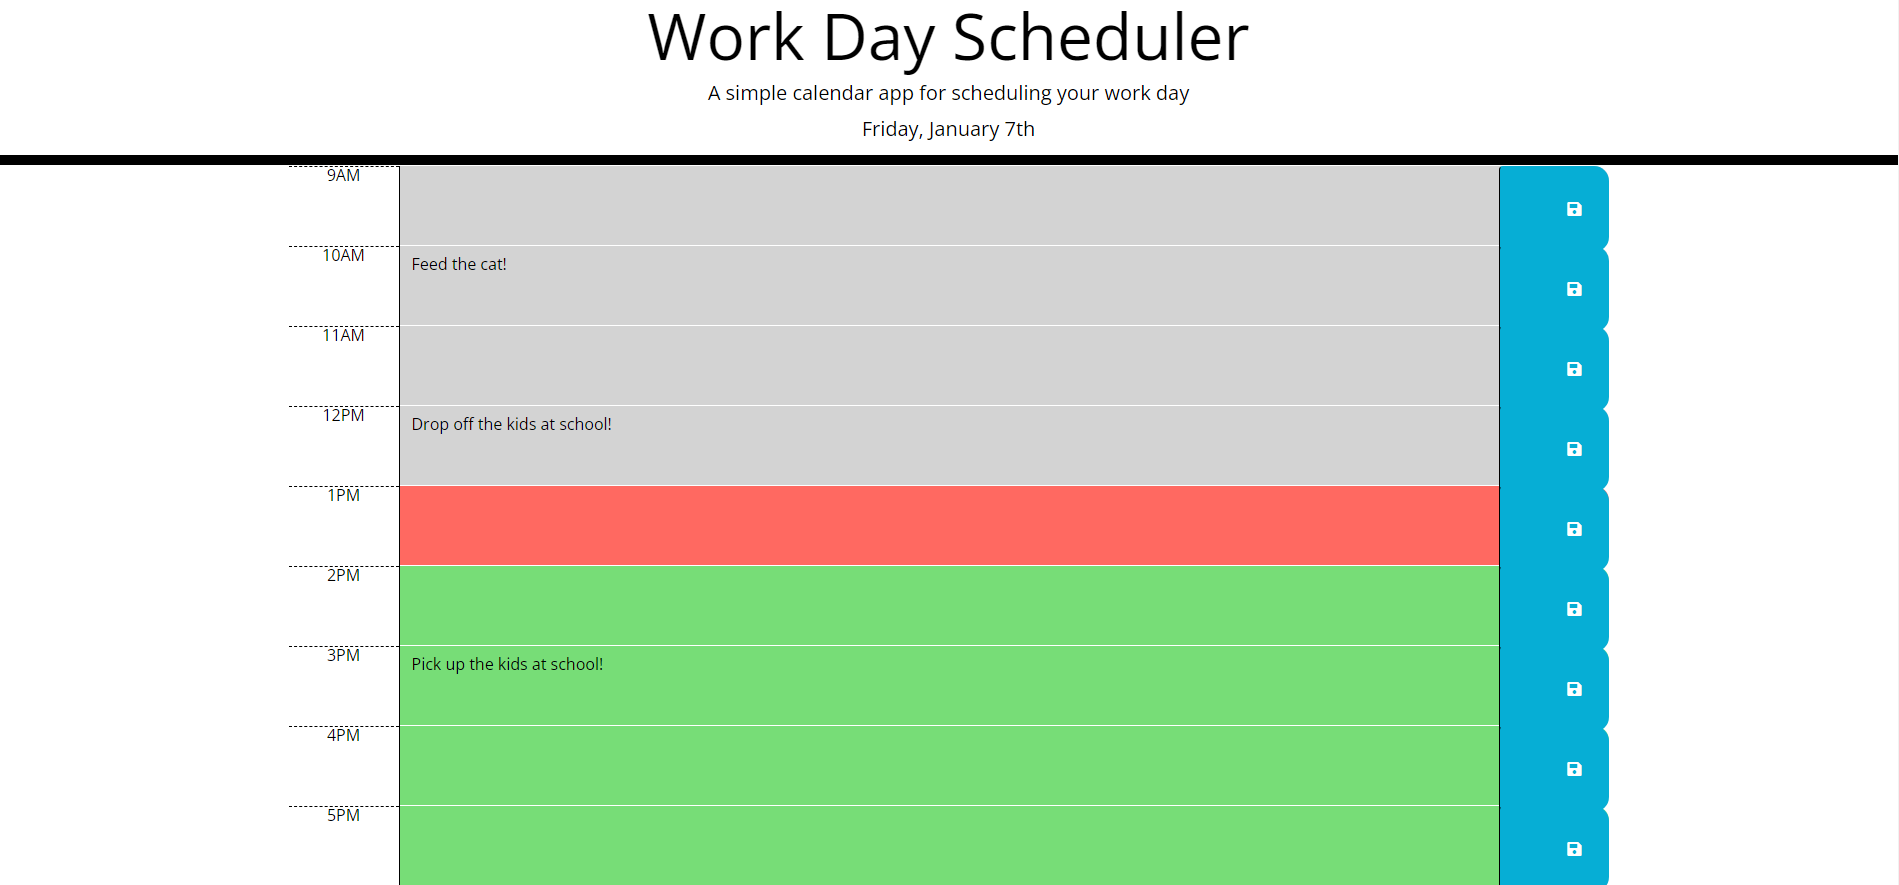 Work Day Scheduler
A simple calendar app for scheduling your work day
Friday, January 7th
9AM
10AM
Feed the cat!
11AM
12PM
Drop off the kids at school!
1PM
2PM
3PM
Pick up the kids at school!
4PM
5PM